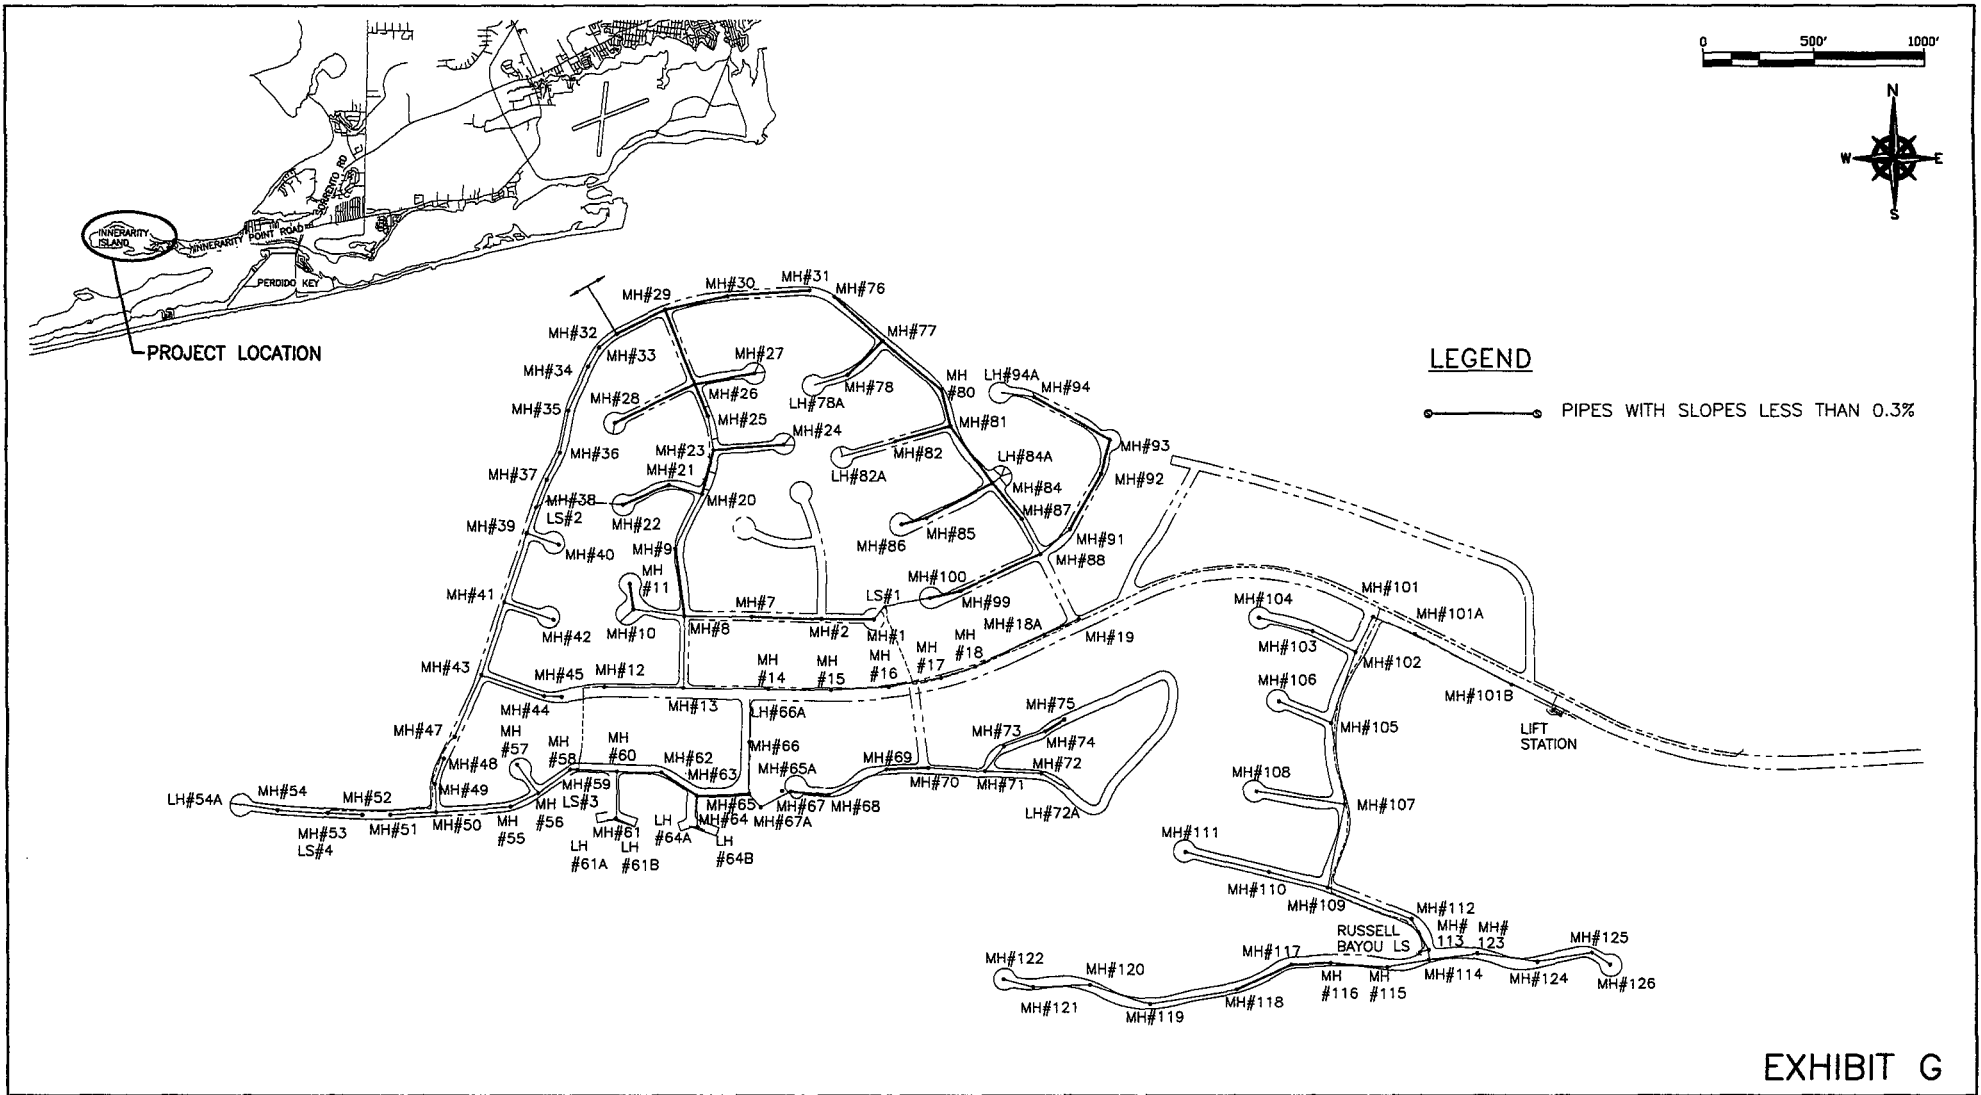 0 500' 1000'
N
W E
S
SORRENTO RD
INNERARITY
ISLAND
INNERARITY POINT ROAD
PERDIDO KEY
PROJECT LOCATION
LEGEND
PIPES WITH SLOPES LESS THAN 0.3%
MH#31
MH#30
MH#76
MH#29
MH#32
MH#77
MH#33
MH#27
MH#34
MH#78
MH
#80
LH#94A
MH#94
MH#28
MH#26
LH#78A
MH#35
MH#25
MH#81
MH#24
MH#93
MH#36
MH#23
MH#82
LH#84A
MH#37
MH#21
LH#82A
MH#92
MH#84
MH#38
LS#2
MH#20
MH#22
MH#87
MH#39
MH#85
MH#40
MH#9
MH#86
MH#91
MH#88
MH
#11
MH#100
MH#41
MH#7
LS#1
MH#99
MH#101
MH#104
MH#101A
MH#42
MH#10
MH#8
MH#2
MH#1
MH#18A
MH#19
MH#103
MH#102
MH#43
MH#45
MH#12
MH
#14
MH
#15
MH
#16
MH
#17
MH
#18
MH#106
MH#101B
MH#44
MH#13
LH#66A
MH#75
MH#105
LIFT
STATION
MH#47
MH
#57
MH
#58
MH
#60
MH#62
MH#66
MH#73
MH#74
MH#48
MH#63
MH#65A
MH#69
MH#70
MH#71
MH#72
MH#108
MH#49
MH#59
LS#3
MH#65
MH#67
MH#68
MH#107
LH#54A
MH#54
MH#52
MH#50
MH
#56
MH#64
MH#67A
LH#72A
MH#53
LS#4
MH#51
MH
#55
MH#61
LH
#64A
LH
#64B
LH
#61A
LH
#61B
MH#111
MH#110
MH#109
MH#112
RUSSELL
BAYOU LS
MH#
113
MH#
123
MH#125
MH#117
MH#122
MH#120
MH#114
MH#124
MH#126
MH#121
MH#118
MH
#116
MH
#115
MH#119
EXHIBIT G